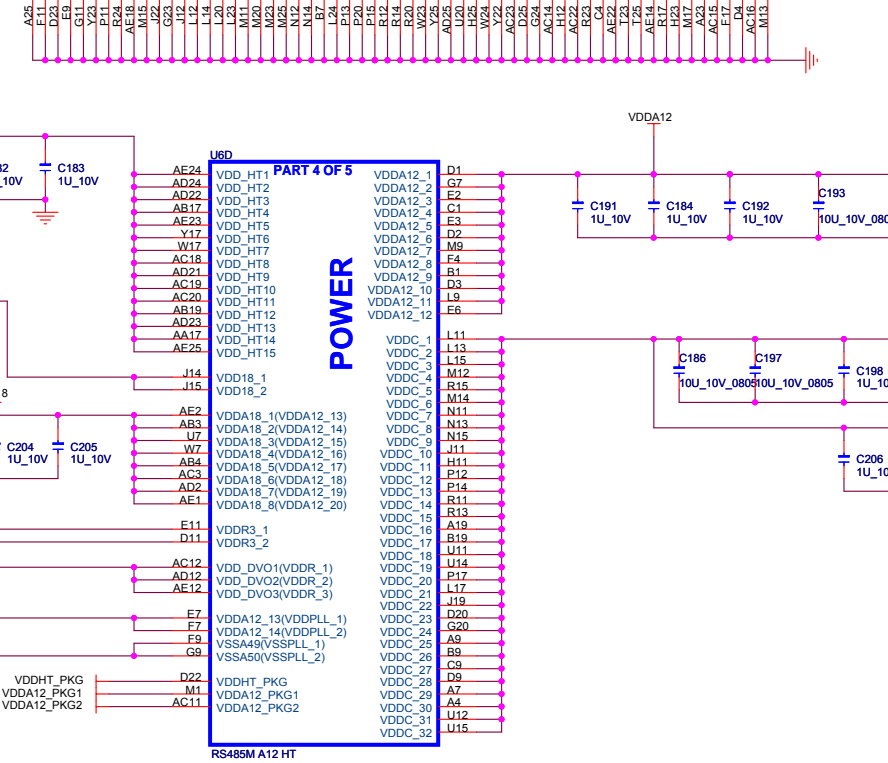 A25
F11
D23
E9
G11
Y23
P11
R24
AE18
M15
J22
G23
J12
L12
L14
L20
L23
M11
M20
M23
M25
N12
N14
B7
L24
P13
P20
P15
R12
R14
R20
W23
Y25
AD25
U20
H25
W24
Y22
AC23
D25
G24
AC14
H12
AC22
R23
C4
AE22
T23
T25
AE14
R17
H23
M17
A23
AC15
F17
D4
AC16
M13
VDDA12
U6D
PART 4 OF 5
POWER
C183
1U_10V
_10V
AE24 VDD_HT1
AD24 VDD_HT2
AD22 VDD_HT3
AB17 VDD_HT4
AE23 VDD_HT5
Y17 VDD_HT6
W17 VDD_HT7
AC18 VDD_HT8
AD21 VDD_HT9
AC19 VDD_HT10
AC20 VDD_HT11
AB19 VDD_HT12
AD23 VDD_HT13
AA17 VDD_HT14
AE25 VDD_HT15
J14 VDD18_1
J15 VDD18_2
8
AE2 VDDA18_1(VDDA12_13)
AB3 VDDA18_2(VDDA12_14)
U7 VDDA18_3(VDDA12_15)
W7 VDDA18_4(VDDA12_16)
AB4 VDDA18_5(VDDA12_17)
AC3 VDDA18_6(VDDA12_18)
AD2 VDDA18_7(VDDA12_19)
AE1 VDDA18_8(VDDA12_20)
C204
1U_10V
C205
1U_10V
E11 VDDR3_1
D11 VDDR3_2
AC12 VDD_DVO1(VDDR_1)
AD12 VDD_DVO2(VDDR_2)
AE12 VDD_DVO3(VDDR_3)
E7 VDDA12_13(VDDPLL_1)
F7 VDDA12_14(VDDPLL_2)
F9 VSSA49(VSSPLL_1)
G9 VSSA50(VSSPLL_2)
VDDHT_PKG D22 VDDHT_PKG
VDDA12_PKG1 M1 VDDA12_PKG1
VDDA12_PKG2 AC11 VDDA12_PKG2
VDDA12_1 D1
VDDA12_2 G7
VDDA12_3 E2
VDDA12_4 C1
VDDA12_5 E3
VDDA12_6 D2
VDDA12_7 M9
VDDA12_8 F4
VDDA12_9 B1
VDDA12_10 D3
VDDA12_11 L9
VDDA12_12 E6
VDDC_1 L11
VDDC_2 L13
VDDC_3 L15
VDDC_4 M12
VDDC_5 R15
VDDC_6 M14
VDDC_7 N11
VDDC_8 N13
VDDC_9 N15
VDDC_10 J11
VDDC_11 H11
VDDC_12 P12
VDDC_13 P14
VDDC_14 R11
VDDC_15 R13
VDDC_16 A19
VDDC_17 B19
VDDC_18 U11
VDDC_19 U14
VDDC_20 P17
VDDC_21 L17
VDDC_22 J19
VDDC_23 D20
VDDC_24 G20
VDDC_25 A9
VDDC_26 B9
VDDC_27 C9
VDDC_28 D9
VDDC_29 A7
VDDC_30 A4
VDDC_31 U12
VDDC_32 U15
C191
1U_10V
C184
1U_10V
C192
1U_10V
C193
10U_10V_080
C186
10U_10V_0805
C197
10U_10V_0805
C198
1U_10
C206
1U_10
RS485M A12 HT